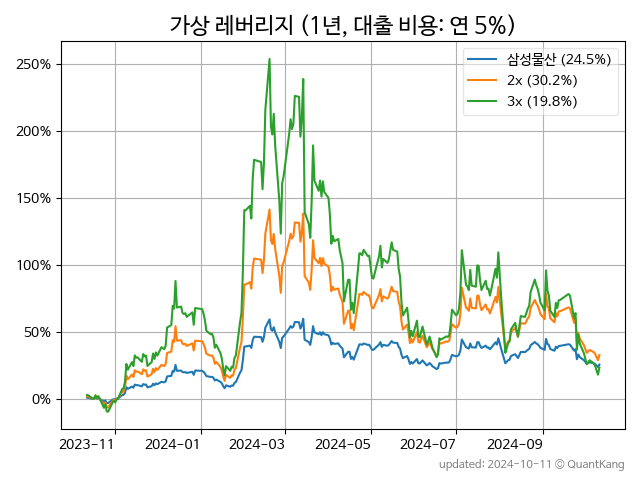 가상 레버리지 (1년, 대출 비용: 연 5%)
250%
200%
150%
100%
50%
0%
삼성물산 (24.5%)
2x (30.2%)
3x (19.8%)
2023-11
2024-01
2024-03
2024-05
2024-07
2024-09
updated: 2024-10-11 © QuantKang